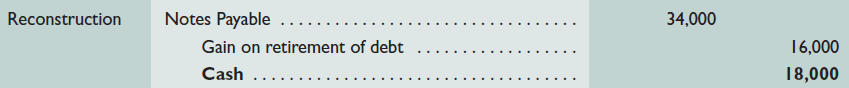 Reconstruction Notes Payable .................................. 34,000
Gain on retirement of debt .................. 16,000
Cash .................................... 18,000